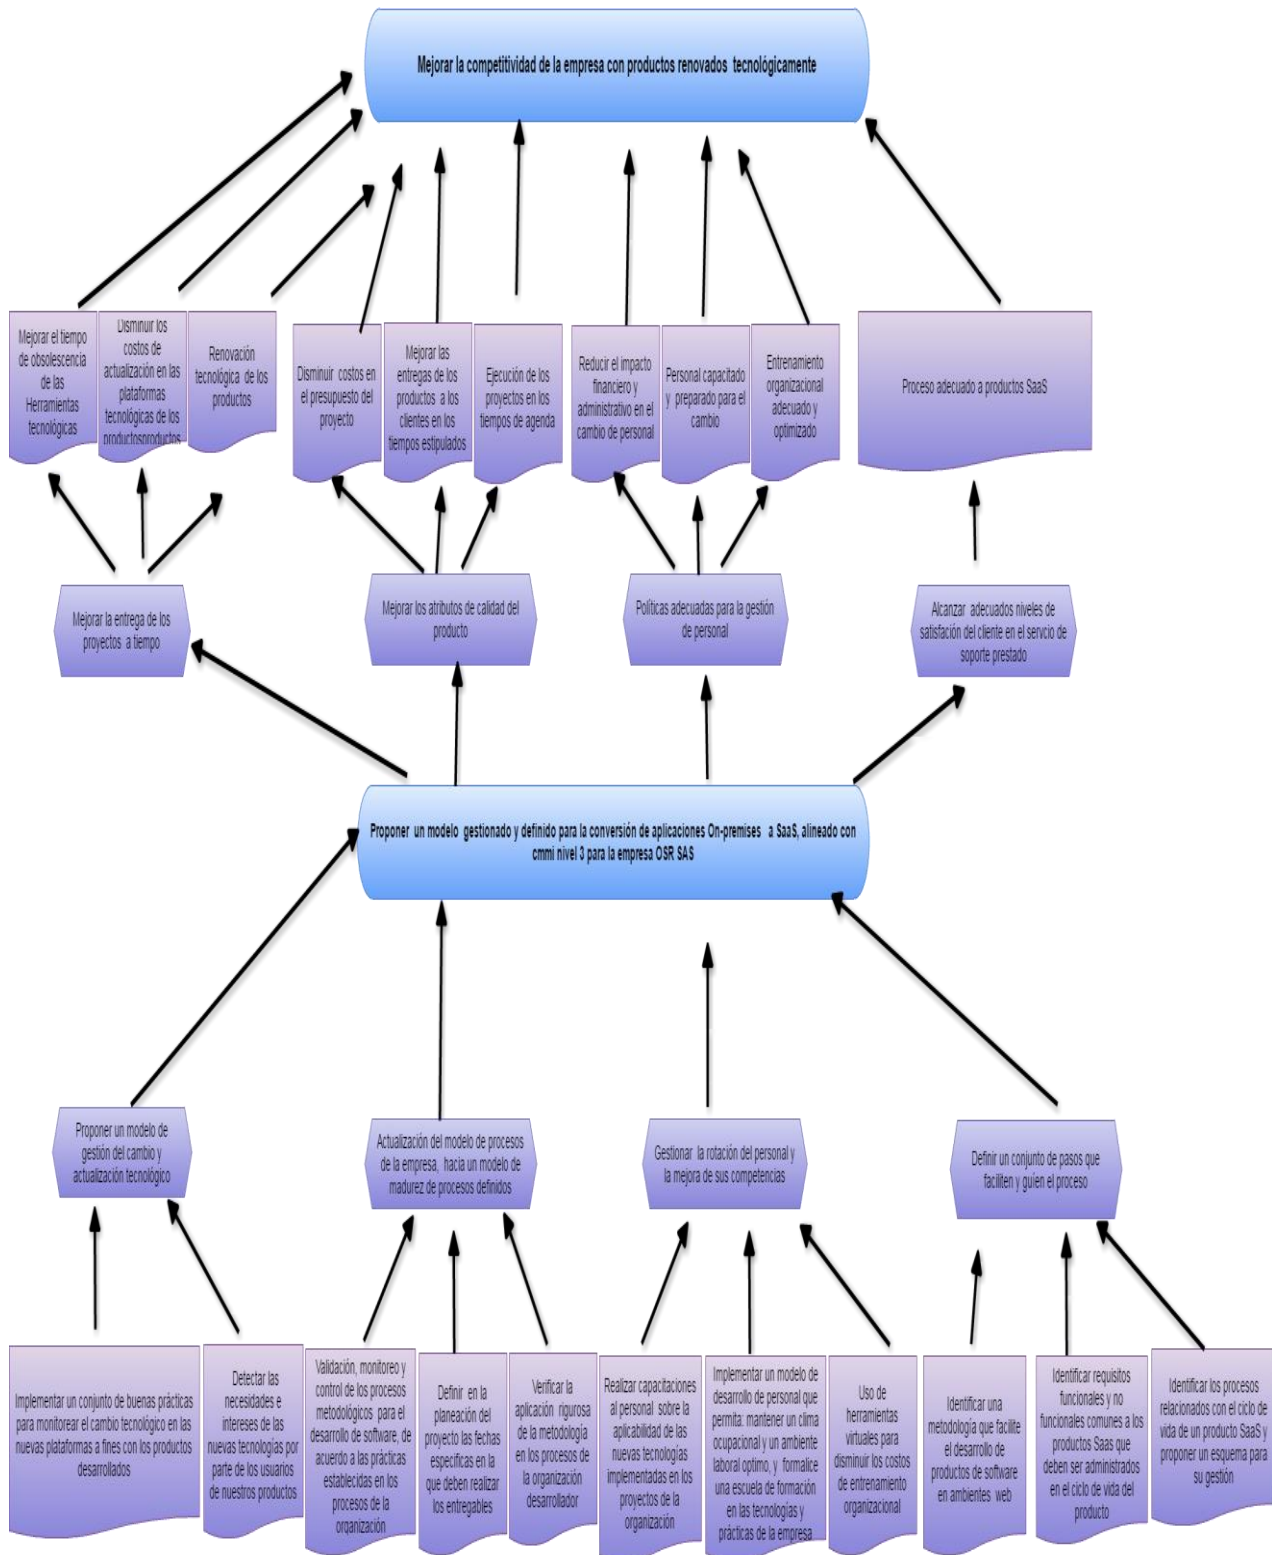 Mejorar la competitividad de la empresa con productos renovados tecnológicamente
Mejorar el tiempo
de obsolescencia
de las
Herramientas
tecnológicas
Disminuir los
costos de
actualización en las
plataformas
tecnológicas de los
productosproductos
Renovación
tecnológica de los
productos
Disminuir costos en
el presupuesto del
proyecto
Mejorar las
entregas de los
productos a los
clientes en los
tiempos estipulados
Ejecución de los
proyectos en los
tiempos de agenda
Reducir el impacto
financiero y
administrativo en el
cambio de personal
Personal capacitado
y preparado para el
cambio
Entrenamiento
organizacional
adecuado y
optimizado
Proceso adecuado a productos SaaS
Mejorar la entrega de los
proyectos a tiempo
Mejorar los atributos de calidad del
producto
Políticas adecuadas para la gestión
de personal
Alcanzar adecuados niveles de
satisfación del cliente en el servcio de
soporte prestado
Proponer un modelo gestionado y definido para la conversión de aplicaciones On-premises a SaaS, alineado con
cmmi nivel 3 para la empresa OSR SAS
Proponer un modelo de
gestión del cambio y
actualización tecnológico
Actualización del modelo de procesos
de la empresa, hacia un modelo de
madurez de procesos definidos
Gestionar la rotación del personal y
la mejora de sus competencias
Definir un conjunto de pasos que
faciliten y guíen el proceso
Implementar un conjunto de buenas prácticas
para monitorear el cambio tecnológico en las
nuevas plataformas a fines con los productos
desarrollados
Detectar las
necesidades e
intereses de las
nuevas tecnologías por
parte de los usuarios
de nuestros productos
Validación, monitoreo y
control de los procesos
metodológicos para el
desarrollo de software, de
acuerdo a las prácticas
establecidas en los
procesos de la
organización
Definir en la
planeación del
proyecto las fechas
específicas en la
que deben realizar
los entregables
Verificar la
aplicación rigurosa
de la metodología
en los procesos de
la organización
desarrollador
Realizar capacitaciones
al personal sobre la
aplicabilidad de las
nuevas tecnologías
implementadas en los
proyectos de la
organización
Implementar un modelo de
desarrollo de personal que
permita: mantener un clima
ocupacional y un ambiente
laboral optimo, y formalice
una escuela de formación
en las tecnologías y
prácticas de la empresa
Uso de
herramientas
virtuales para
disminuir los costos
de entrenamiento
organizacional
Identificar una
metodología que facilite
el desarrollo de
productos de software
en ambientes web
Identificar requisitos
funcionales y no
funcionales comunes a los
productos Saas que
deben ser administrados
en el ciclo de vida del
producto
Identificar los procesos
relacionados con el ciclo de
vida de un producto SaaS y
proponer un esquema para
su gestión